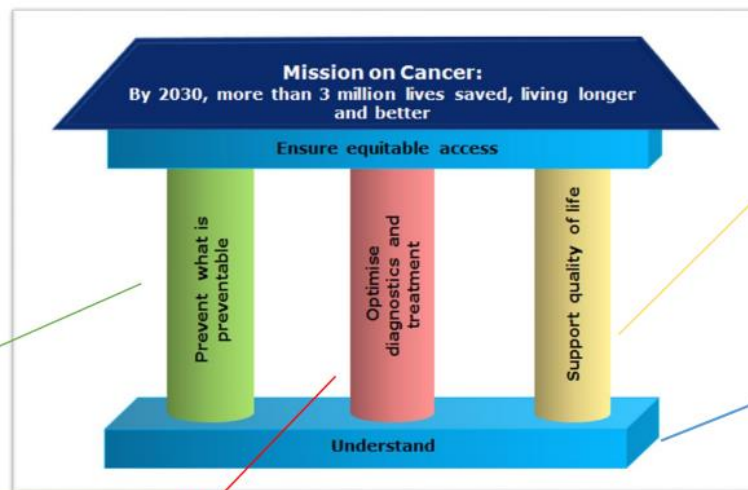 Mission on Cancer:
By 2030, more than 3 million lives saved, living longer
and better
Ensure equitable access
Prevent what is
preventable
Optimise
diagnostics and
treatment
Support quality of life
Understand